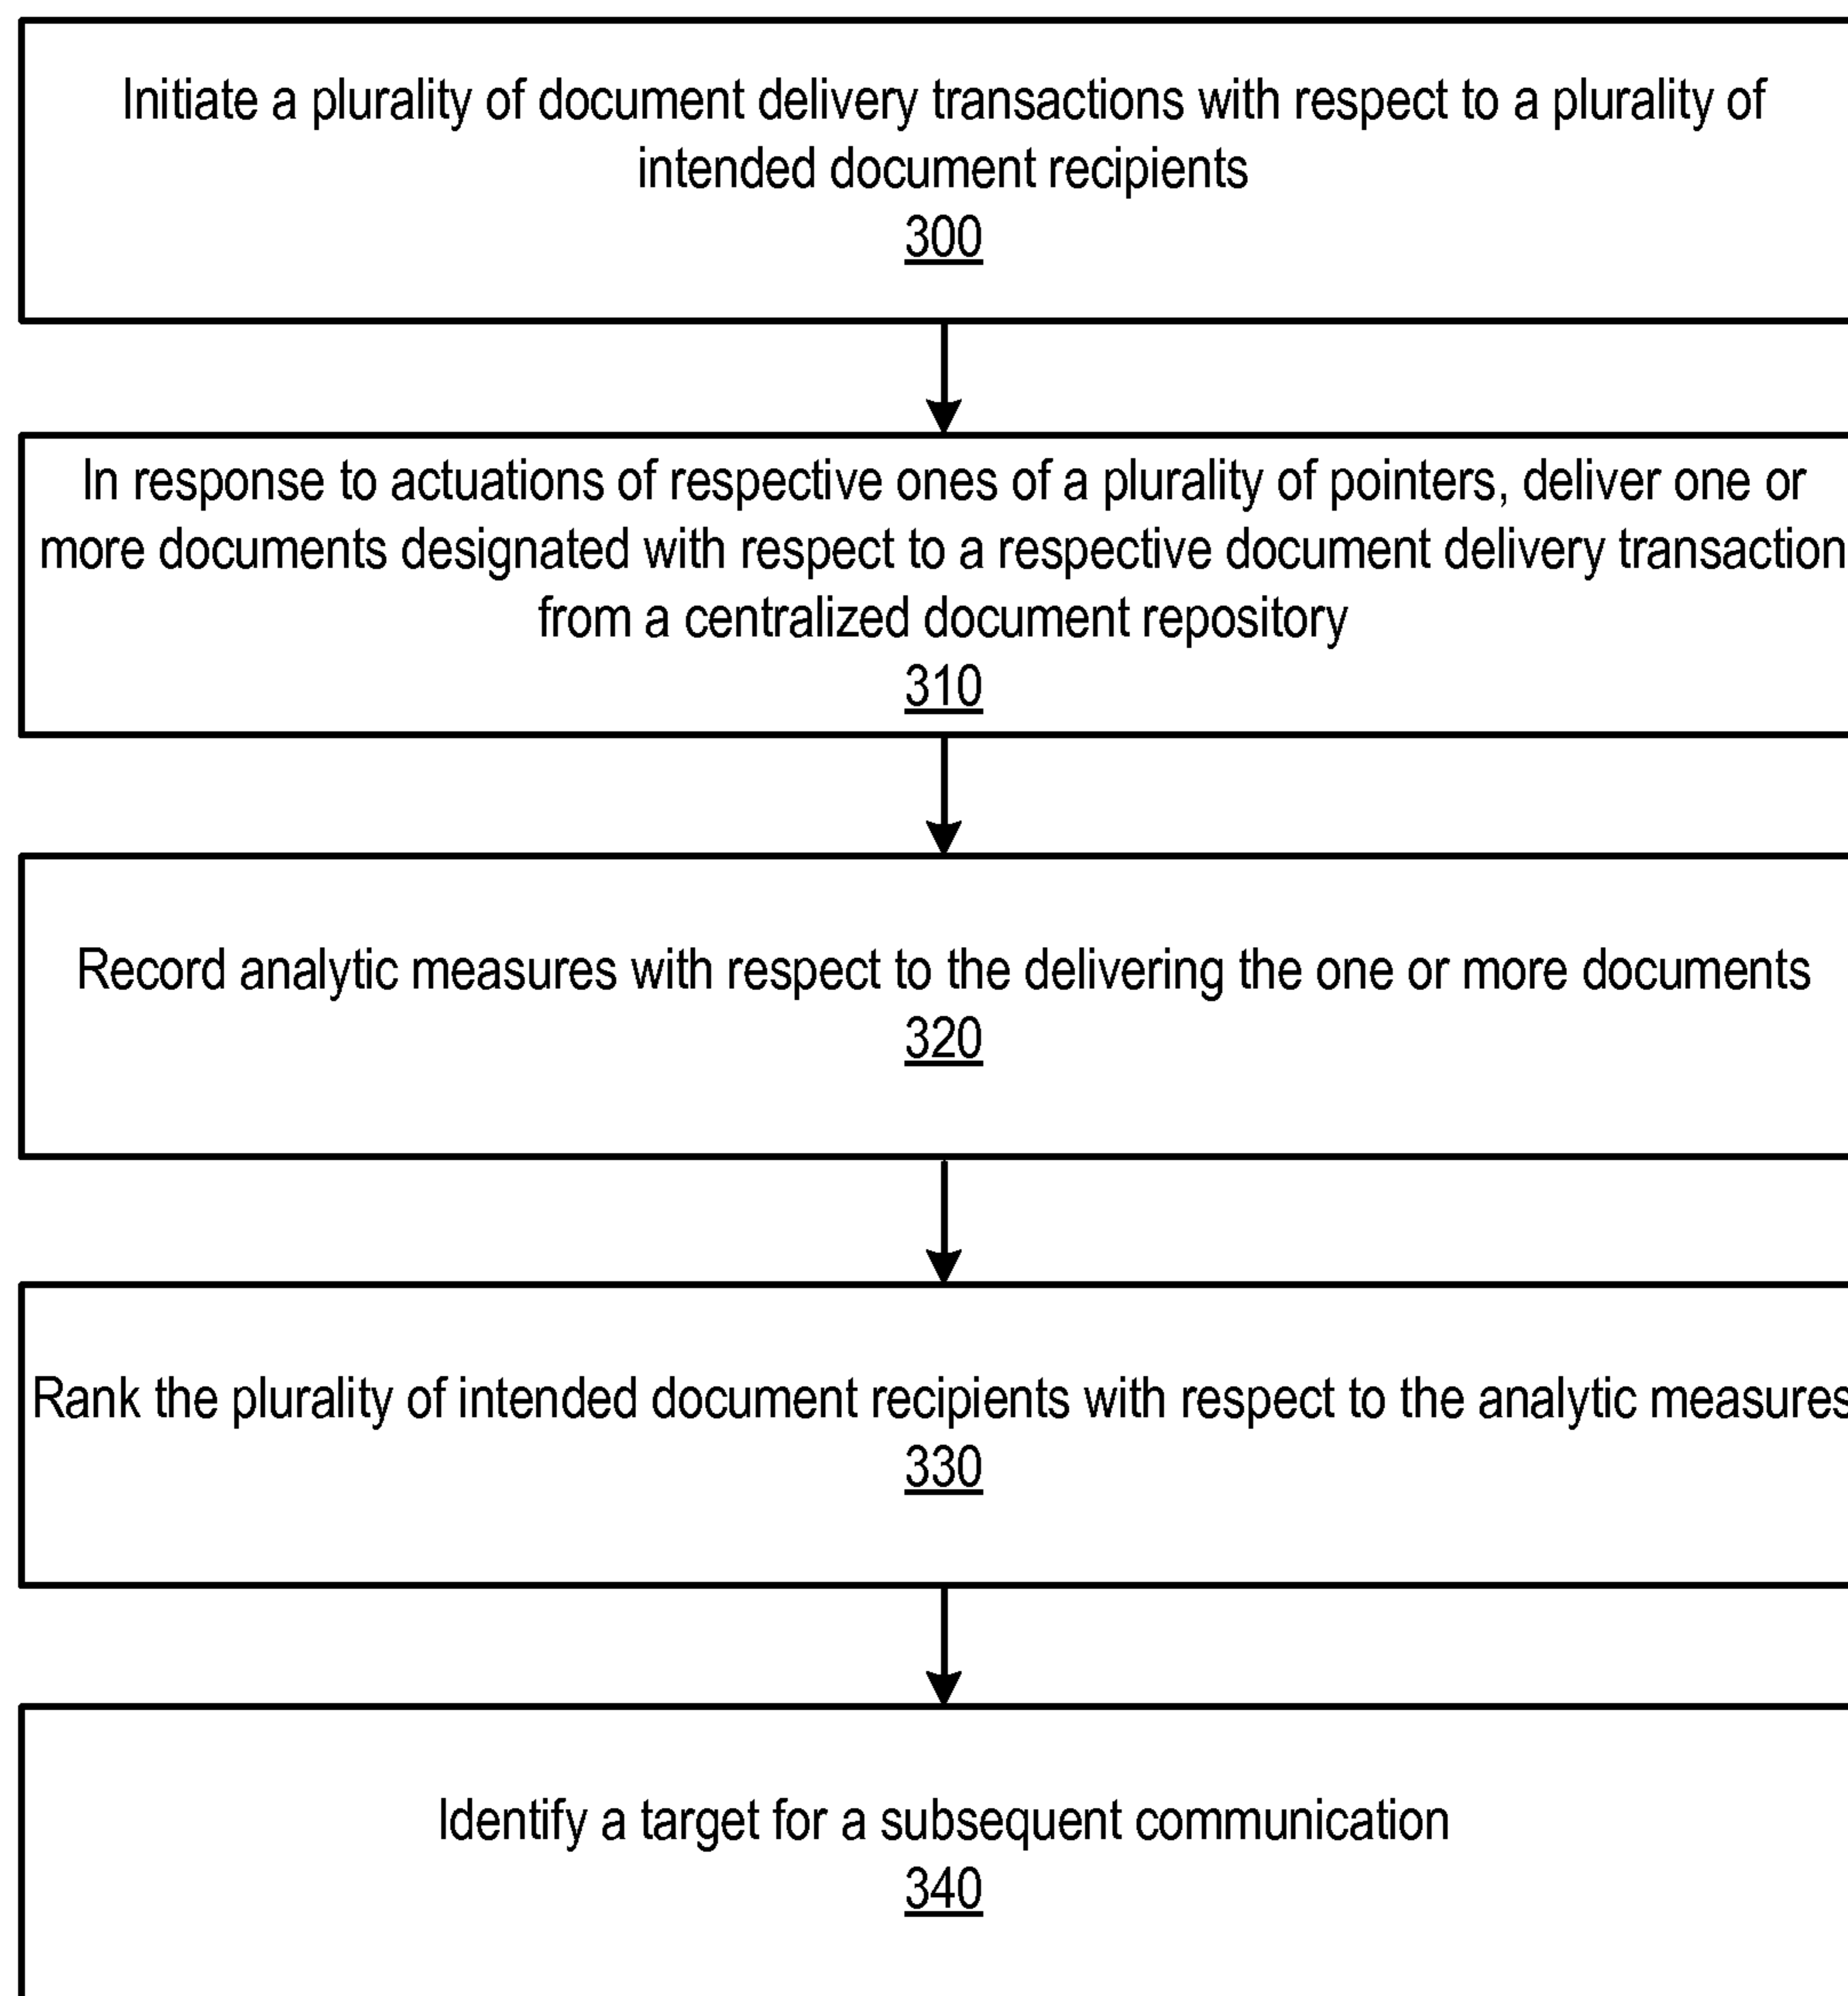 Initiate a plurality of document delivery transactions with respect to a plurality of
intended document recipients
300
In response to actuations of respective ones of a plurality of pointers, deliver one or
more documents designated with respect to a respective document delivery transaction
from a centralized document repository
310
Record analytic measures with respect to the delivering the one or more documents
320
Rank the plurality of intended document recipients with respect to the analytic measures
330
Identify a target for a subsequent communication
340